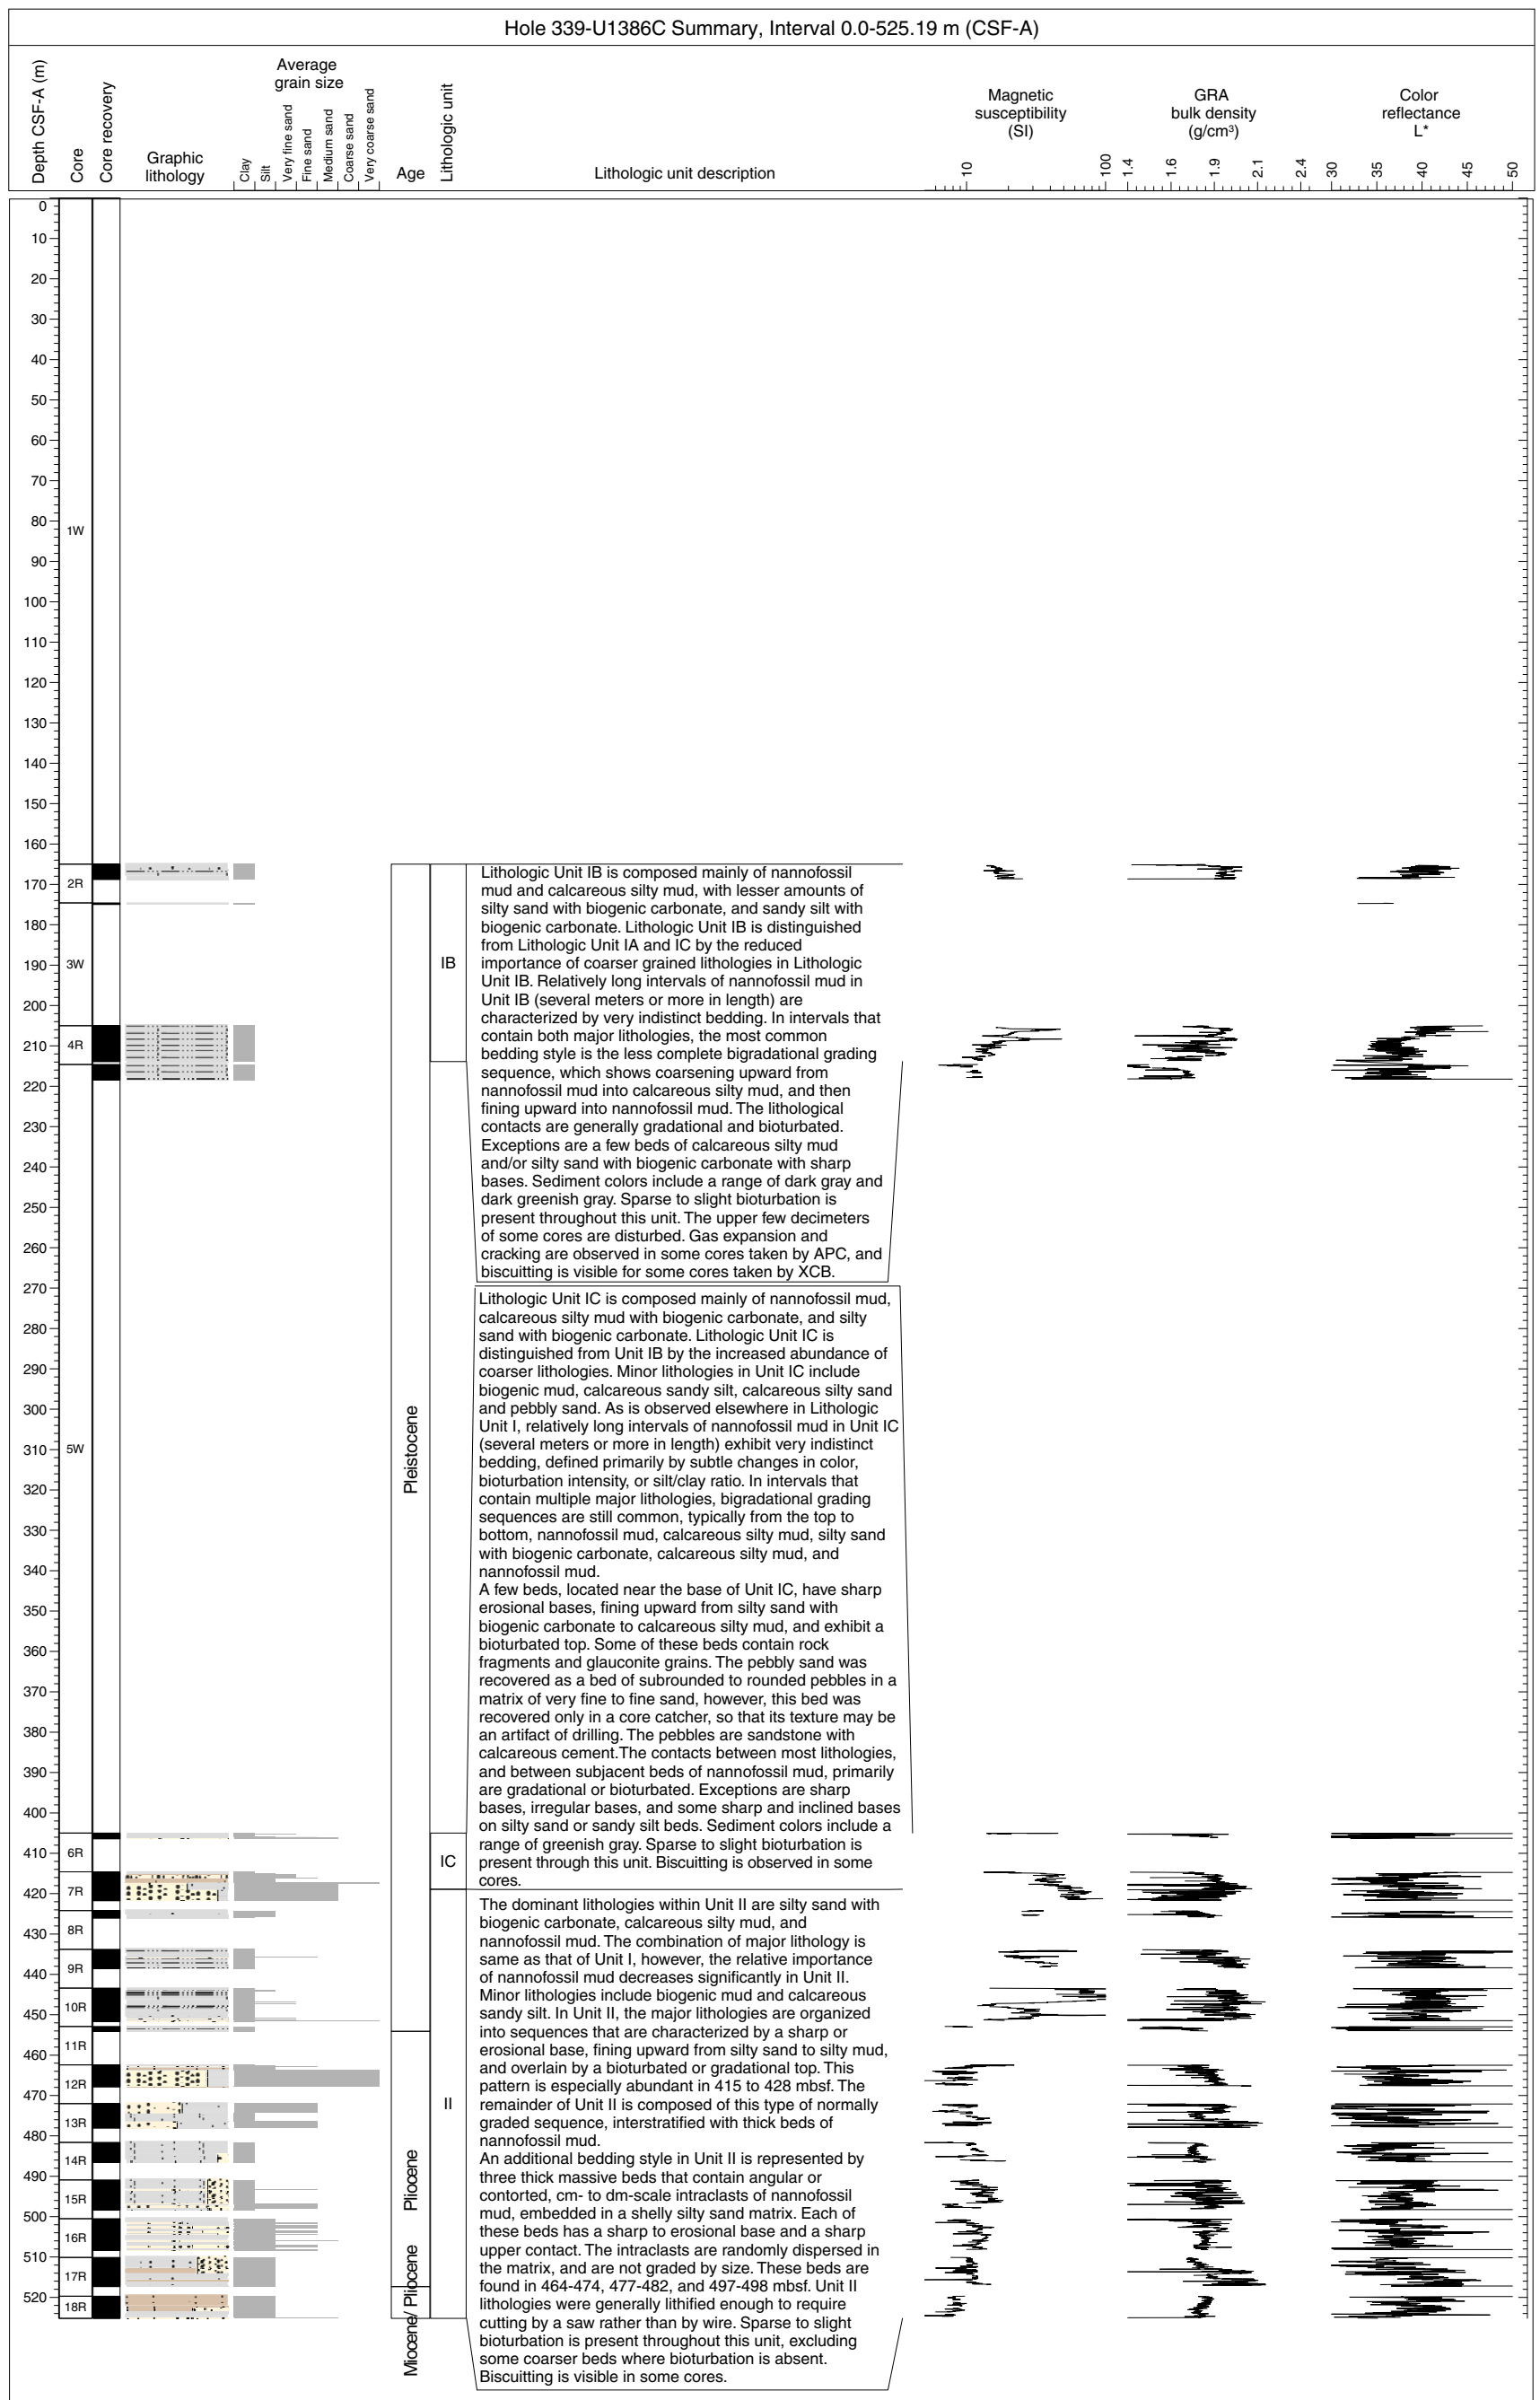 Hole 339-U1386C Summary, Interval 0.0-525.19 m (CSF-A)
Depth CSF-A (m)
Core
Core recovery
Graphic
lithology
Average
grain size
Clay
Silt
Very fine sand
Fine sand
Medium sand
Coarse sand
Very coarse sand
Age
Lithologic unit
Lithologic unit description
Magnetic
susceptibility
(SI)
10
100
GRA
bulk density
(g/cm³)
1.4
1.6
1.9
2.1
2.4
Color
reflectance
L*
30
35
40
45
50
0
10
20
30
40
50
60
70
80
90
100
110
120
130
140
150
160
170
180
190
200
210
220
230
240
250
260
270
280
290
300
310
320
330
340
350
360
370
380
390
400
410
420
430
440
450
460
470
480
490
500
510
520
1W
2R
3W
4R
5W
6R
7R
8R
9R
10R
11R
12R
13R
14R
15R
16R
17R
18R
Pleistocene
Pliocene
Miocene/ Pliocene
IB
IC
II
Lithologic Unit IB is composed mainly of nannofossil
mud and calcareous silty mud, with lesser amounts of
silty sand with biogenic carbonate, and sandy silt with
biogenic carbonate. Lithologic Unit IB is distinguished
from Lithologic Unit IA and IC by the reduced
importance of coarser grained lithologies in Lithologic
Unit IB. Relatively long intervals of nannofossil mud in
Unit IB (several meters or more in length) are
characterized by very indistinct bedding. In intervals that
contain both major lithologies, the most common
bedding style is the less complete bigradational grading
sequence, which shows coarsening upward from
nannofossil mud into calcareous silty mud, and then
fining upward into nannofossil mud. The lithological
contacts are generally gradational and bioturbated.
Exceptions are a few beds of calcareous silty mud
and/or silty sand with biogenic carbonate with sharp
bases. Sediment colors include a range of dark gray and
dark greenish gray. Sparse to slight bioturbation is
present throughout this unit. The upper few decimeters
of some cores are disturbed. Gas expansion and
cracking are observed in some cores taken by APC, and
biscuitting is visible for some cores taken by XCB.
Lithologic Unit IC is composed mainly of nannofossil mud,
calcareous silty mud with biogenic carbonate, and silty
sand with biogenic carbonate. Lithologic Unit IC is
distinguished from Unit IB by the increased abundance of
coarser lithologies. Minor lithologies in Unit IC include
biogenic mud, calcareous sandy silt, calcareous silty sand
and pebbly sand. As is observed elsewhere in Lithologic
Unit I, relatively long intervals of nannofossil mud in Unit IC
(several meters or more in length) exhibit very indistinct
bedding, defined primarily by subtle changes in color,
bioturbation intensity, or silt/clay ratio. In intervals that
contain multiple major lithologies, bigradational grading
sequences are still common, typically from the top to
bottom, nannofossil mud, calcareous silty mud, silty sand
with biogenic carbonate, calcareous silty mud, and
nannofossil mud.
A few beds, located near the base of Unit IC, have sharp
erosional bases, fining upward from silty sand with
biogenic carbonate to calcareous silty mud, and exhibit a
bioturbated top. Some of these beds contain rock
fragments and glauconite grains. The pebbly sand was
recovered as a bed of subrounded to rounded pebbles in a
matrix of very fine to fine sand, however, this bed was
recovered only in a core catcher, so that its texture may be
an artifact of drilling. The pebbles are sandstone with
calcareous cement.The contacts between most lithologies,
and between subjacent beds of nannofossil mud, primarily
are gradational or bioturbated. Exceptions are sharp
bases, irregular bases, and some sharp and inclined bases
on silty sand or sandy silt beds. Sediment colors include a
range of greenish gray. Sparse to slight bioturbation is
present through this unit. Biscuitting is observed in some
cores.
The dominant lithologies within Unit II are silty sand with
biogenic carbonate, calcareous silty mud, and
nannofossil mud. The combination of major lithology is
same as that of Unit I, however, the relative importance
of nannofossil mud decreases significantly in Unit II.
Minor lithologies include biogenic mud and calcareous
sandy silt. In Unit II, the major lithologies are organized
into sequences that are characterized by a sharp or
erosional base, fining upward from silty sand to silty mud,
and overlain by a bioturbated or gradational top. This
pattern is especially abundant in 415 to 428 mbsf. The
remainder of Unit II is composed of this type of normally
graded sequence, interstratified with thick beds of
nannofossil mud.
An additional bedding style in Unit II is represented by
three thick massive beds that contain angular or
contorted, cm- to dm-scale intraclasts of nannofossil
mud, embedded in a shelly silty sand matrix. Each of
these beds has a sharp to erosional base and a sharp
upper contact. The intraclasts are randomly dispersed in
the matrix, and are not graded by size. These beds are
found in 464-474, 477-482, and 497-498 mbsf. Unit II
lithologies were generally lithified enough to require
cutting by a saw rather than by wire. Sparse to slight
bioturbation is present throughout this unit, excluding
some coarser beds where bioturbation is absent.
Biscuitting is visible in some cores.